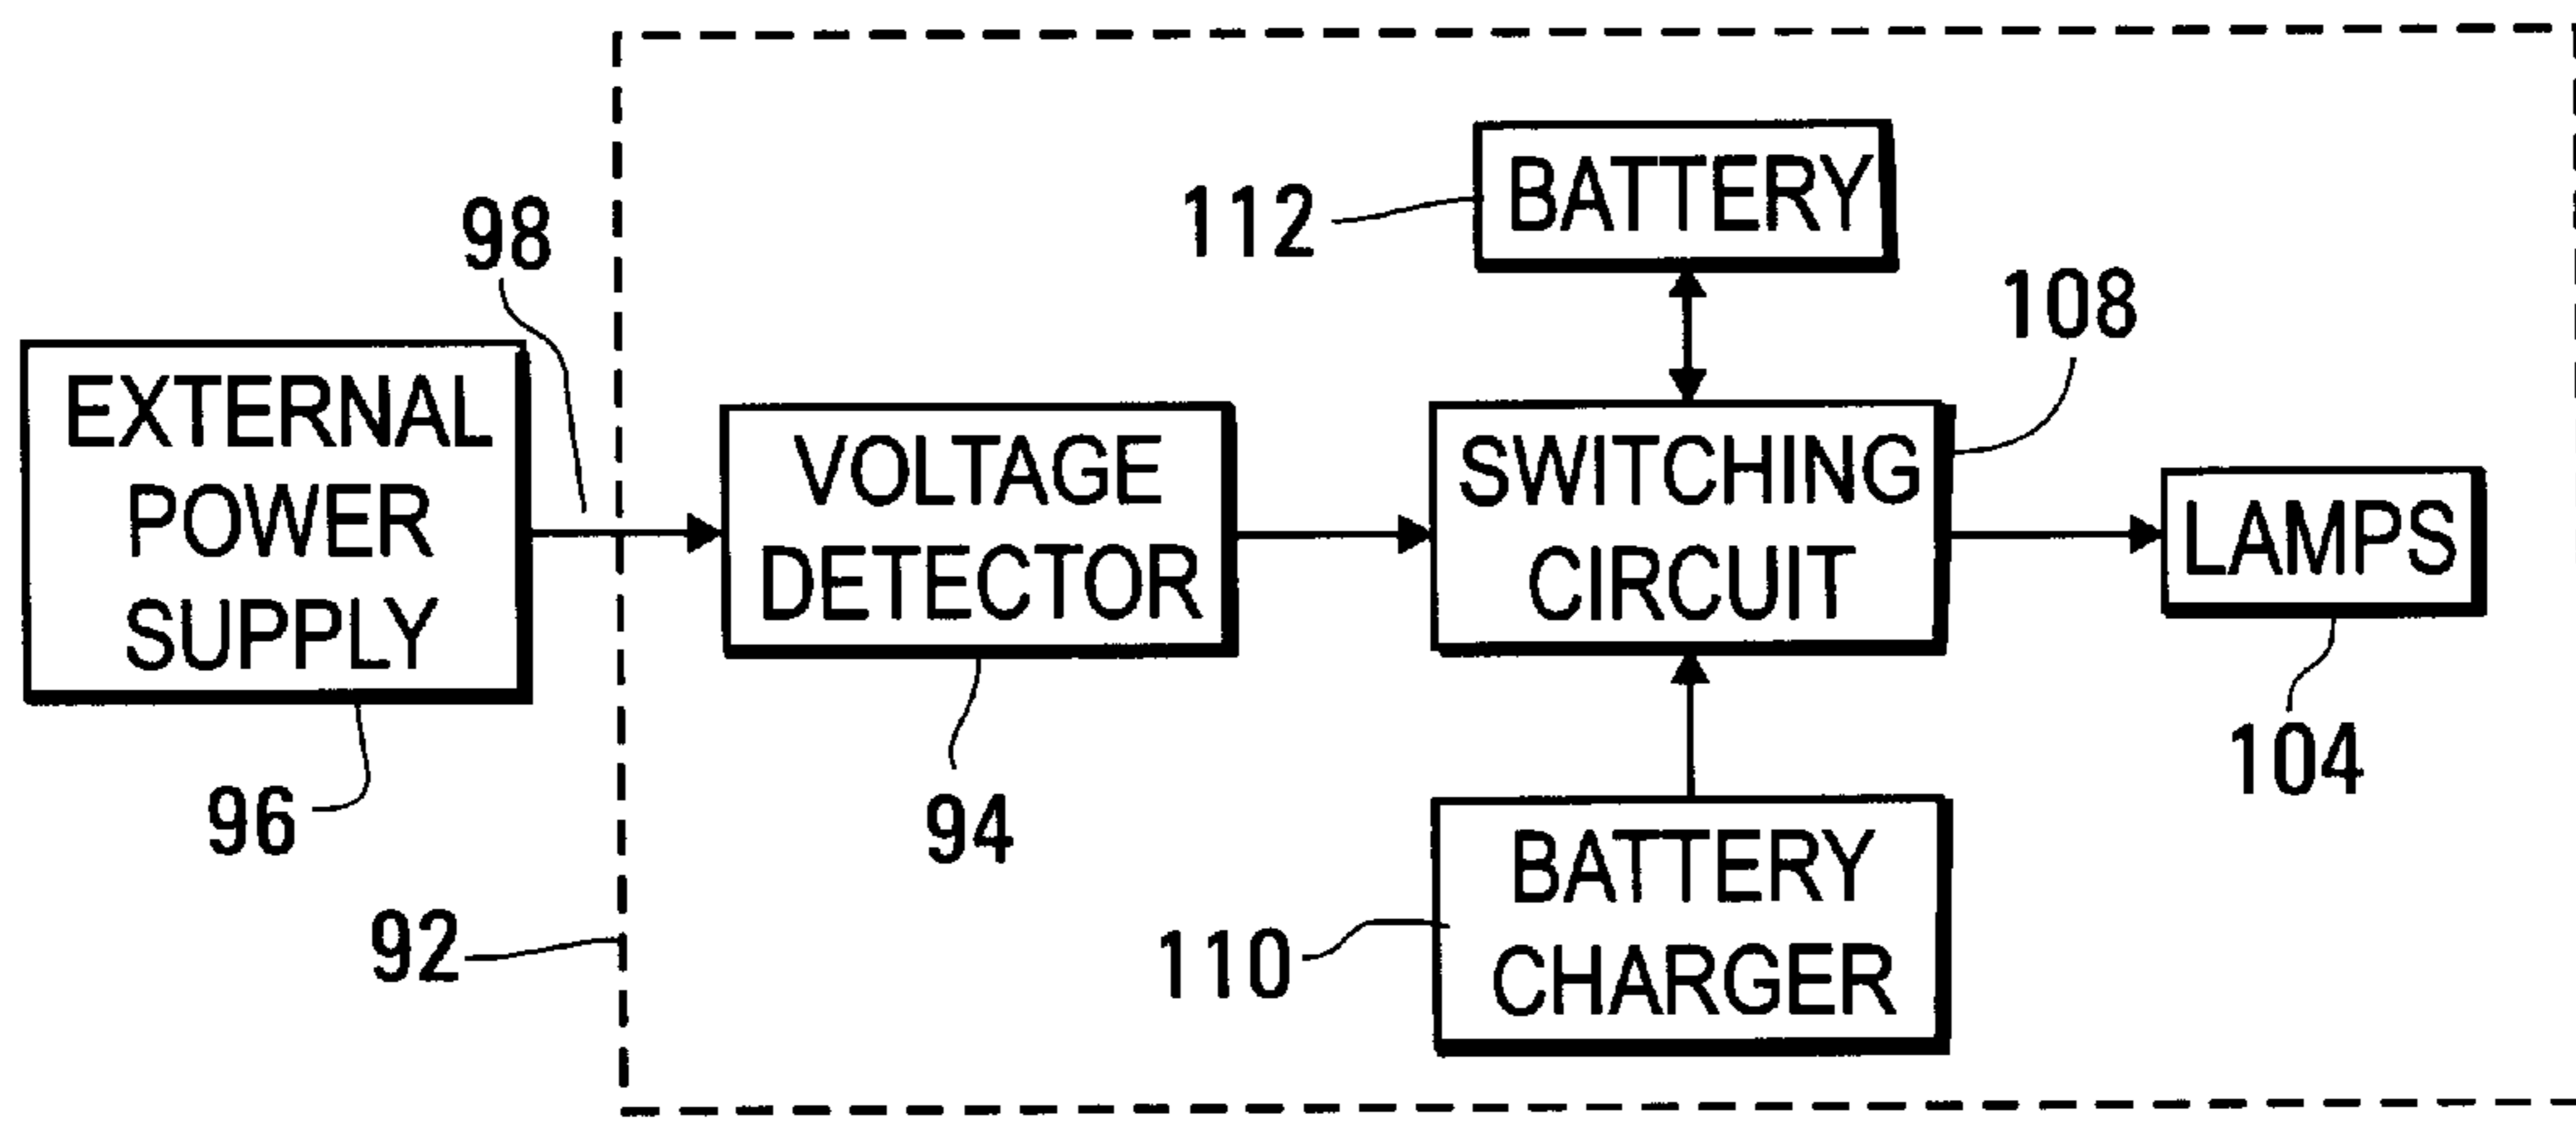 112
BATTERY
98
108
EXTERNAL
POWER
SUPPLY
VOLTAGE
DETECTOR
SWITCHING
CIRCUIT
LAMPS
96
94
104
92
110
BATTERY
CHARGER